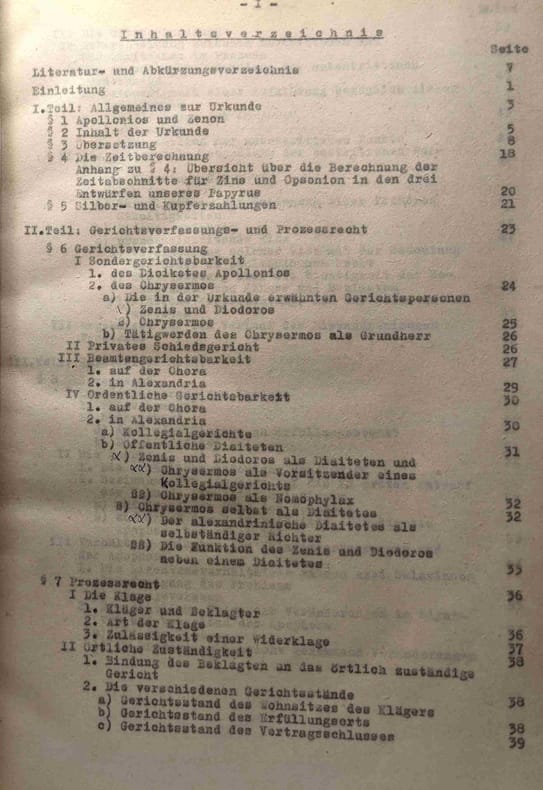 - I -
Inhaltsverzeichnis
Seite
Literatur- und Abkürzungsverzeichnis 7
Einleitung 1
I.Teil: Allgemeines zur Urkunde 3
§ 1 Apollonios und Zenon
§ 2 Inhalt der Urkunde 5
§ 3 Übersetzung 8
§ 4 Die Zeitberechnung 18
Anhang zu § 4: Übersicht über die Berechnung der
Zeitabschnitte für Zins und Opsonion in den drei
Entwürfen unseres Papyrus 20
§ 5 Silber- und Kupferzahlungen 21
II.Teil: Gerichtsverfassungs- und Prozessrecht 23
§ 6 Gerichtsverfassung
I Sondergerichtsbarkeit
1. des Dioiketes Apollonios
2. des Chrysermos 24
a) Die in der Urkunde erwähnten Gerichtspersonen
) Zenis und Diodoros
) Chrysermos 25
b) Tätigwerden des Chrysermos als Grundherr 26
II Privates Schiedsgericht 26
III Beamtengerichtsbarkeit 27
1. auf der Chora
2. in Alexandria 29
IV Ordentliche Gerichtsbarkeit 30
1. auf der Chora
2. in Alexandria 30
a) Kollegialgerichte
b) Öffentliche Diaiteten 31
α) Zenis und Diodoros als Diaiteten und
αα) Chrysermos als Vorsitzender eines
Kollegialgerichts
ßß) Chrysermos als Nomophylax 32
ß) Chrysermos selbst als Diaitetes 32
αα) Der alexandrinische Diaitetes als
selbständiger Richter
ßß) Die Funktion des Zenis und Diodoros
neben einem Diaitetes 35
§ 7 Prozessrecht
I Die Klage 36
1. Kläger und Beklagter
2. Art der Klage
3. Zulässigkeit einer Widerklage 36
II Örtliche Zuständigkeit 37
1. Bindung des Beklagten an das örtlich zuständige 38
Gericht
2. Die verschiedenen Gerichtsstände
a) Gerichtsstand des Wohnsitzes des Klägers 38
b) Gerichtsstand des Erfüllungsorts
c) Gerichtsstand des Vertragsschlusses 38
39